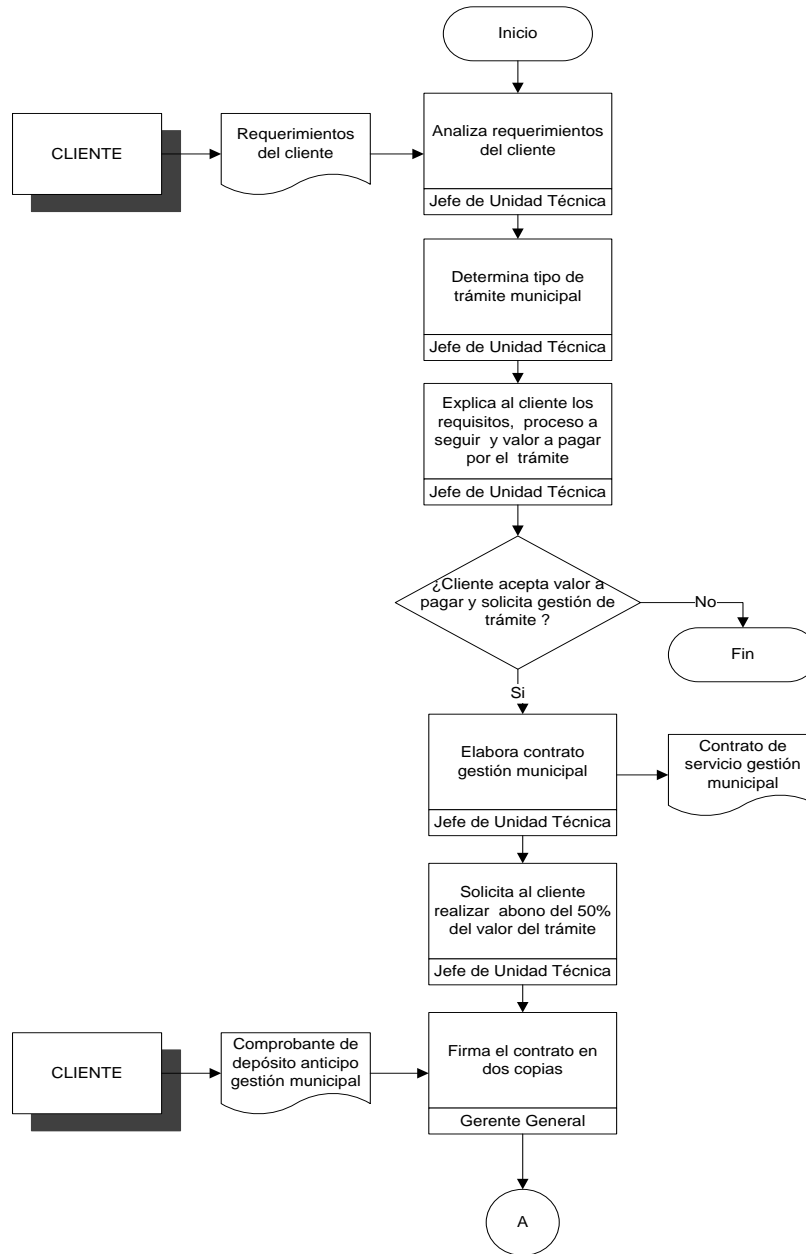 Inicio
CLIENTE
Requerimientos
del cliente
Analiza requerimientos
del cliente
Jefe de Unidad Técnica
Determina tipo de
trámite municipal
Jefe de Unidad Técnica
Explica al cliente los
requisitos, proceso a
seguir y valor a pagar
por el trámite
Jefe de Unidad Técnica
¿Cliente acepta valor a
pagar y solicita gestión de
trámite ?
No
Fin
Si
Elabora contrato
gestión municipal
Jefe de Unidad Técnica
Contrato de
servicio gestión
municipal
Solicita al cliente
realizar abono del 50%
del valor del trámite
Jefe de Unidad Técnica
CLIENTE
Comprobante de
depósito anticipo
gestión municipal
Firma el contrato en
dos copias
Gerente General
A